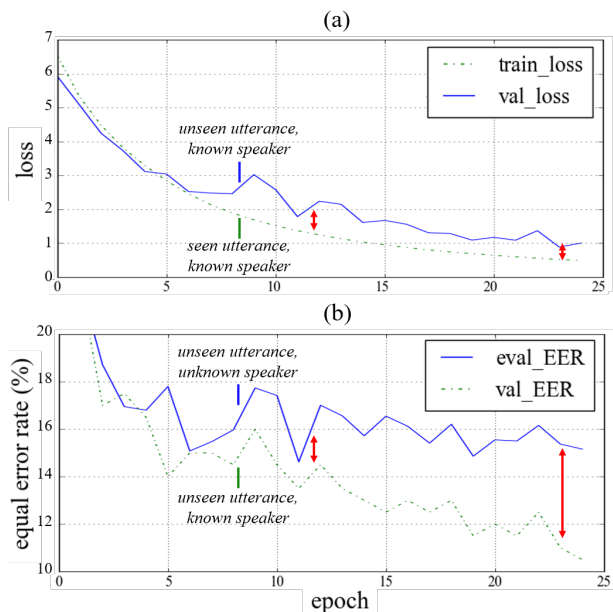 (a)
7
6
5
4
3
2
1
0
loss
train_loss
val_loss
unseen utterance,
known speaker
seen utterance,
known speaker
0 5 10 15 20 25
(b)
20
18
16
14
12
10
equal error rate (%)
eval_EER
val_EER
unseen utterance,
unknown speaker
unseen utterance,
known speaker
0 5 10 15 20 25
epoch